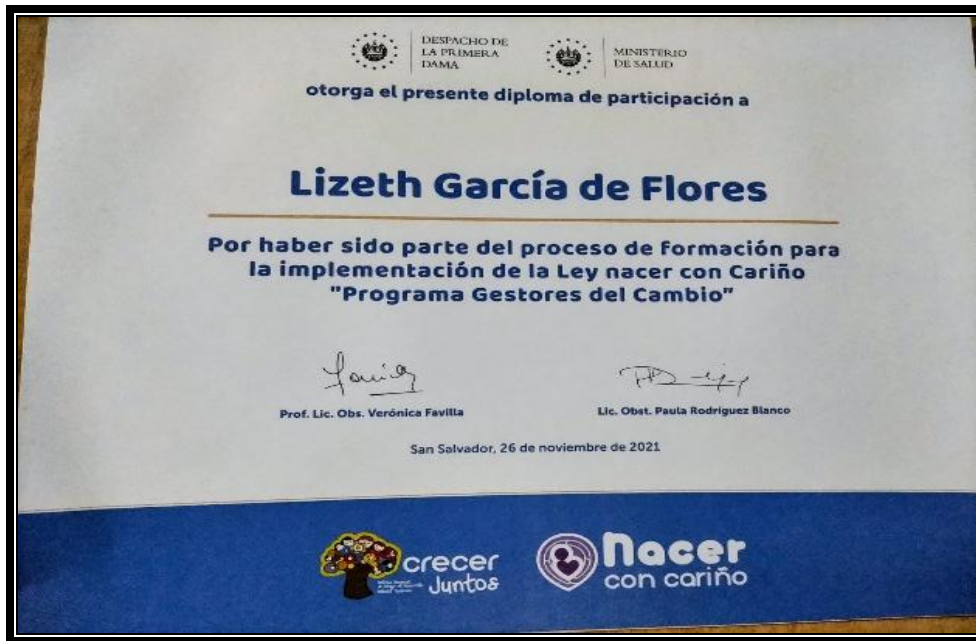 DESPACHO DE
LA PRIMERA
DAMA
MINISTERIO
DE SALUD
otorga el presente diploma de participación a
Lizeth García de Flores
Por haber sido parte del proceso de formación para
la implementación de la Ley nacer con Cariño
"Programa Gestores del Cambio"
Prof. Lic. Obs. Verónica Favilla
Lic. Obst. Paula Rodríguez Blanco
San Salvador, 26 de noviembre de 2021
crecer
Juntos
Nacer
con cariño